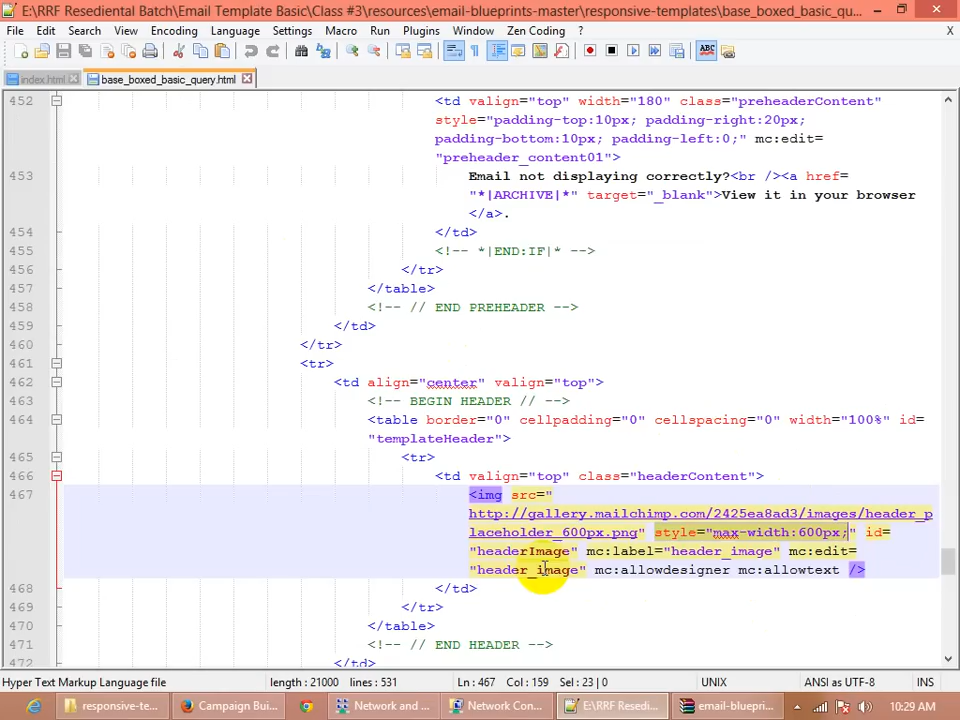 E:\RRF Resediental Batch\Email Template Basic\Class #3\resources\email-blueprints-master\responsive-templates\base_boxed_basic_qu...
File Edit Search View Encoding Language Settings Macro Run Plugins Window Zen Coding ? X
index.html base_boxed_basic_query.html
452 <td valign="top" width="180" class="preheaderContent"
style="padding-top:10px; padding-right:20px;
padding-bottom:10px; padding-left:0;" mc:edit=
"preheader_content01">
453 Email not displaying correctly?<br /><a href=
"*|ARCHIVE|*" target="_blank">View it in your browser
</a>.
454 </td>
455 <!-- *|END:IF|* -->
456 </tr>
457 </table>
458 <!-- // END PREHEADER -->
459 </td>
460 </tr>
461 <tr>
462 <td align="center" valign="top">
463 <!-- BEGIN HEADER // -->
464 <table border="0" cellpadding="0" cellspacing="0" width="100%" id=
"templateHeader">
465 <tr>
466 <td valign="top" class="headerContent">
467 <img src="
http://gallery.mailchimp.com/2425ea8ad3/images/header_p
laceholder_600px.png" style="max-width:600px;" id=
"headerImage" mc:label="header_image" mc:edit=
"header_image" mc:allowdesigner mc:allowtext />
468 </td>
469 </tr>
470 </table>
471 <!-- // END HEADER -->
472 </td>
Hyper Text Markup Language file length : 21000 lines : 531 Ln : 467 Col : 159 Sel : 23 | 0 UNIX ANSI as UTF-8 INS
responsive-te... Campaign Bui... Network and ... Network Con... E:\RRF Resedi... email-bluepri... 10:29 AM